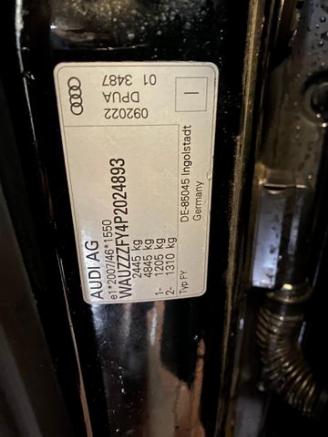 AUDI AG
e1*2007/46*1550
WAUZZZFY4P2024893
2445 kg
4845 kg
1- 1205 kg
2- 1310 kg
Typ FY
DE-85045 Ingolstadt
Germany
092022
DPUA
01 3487